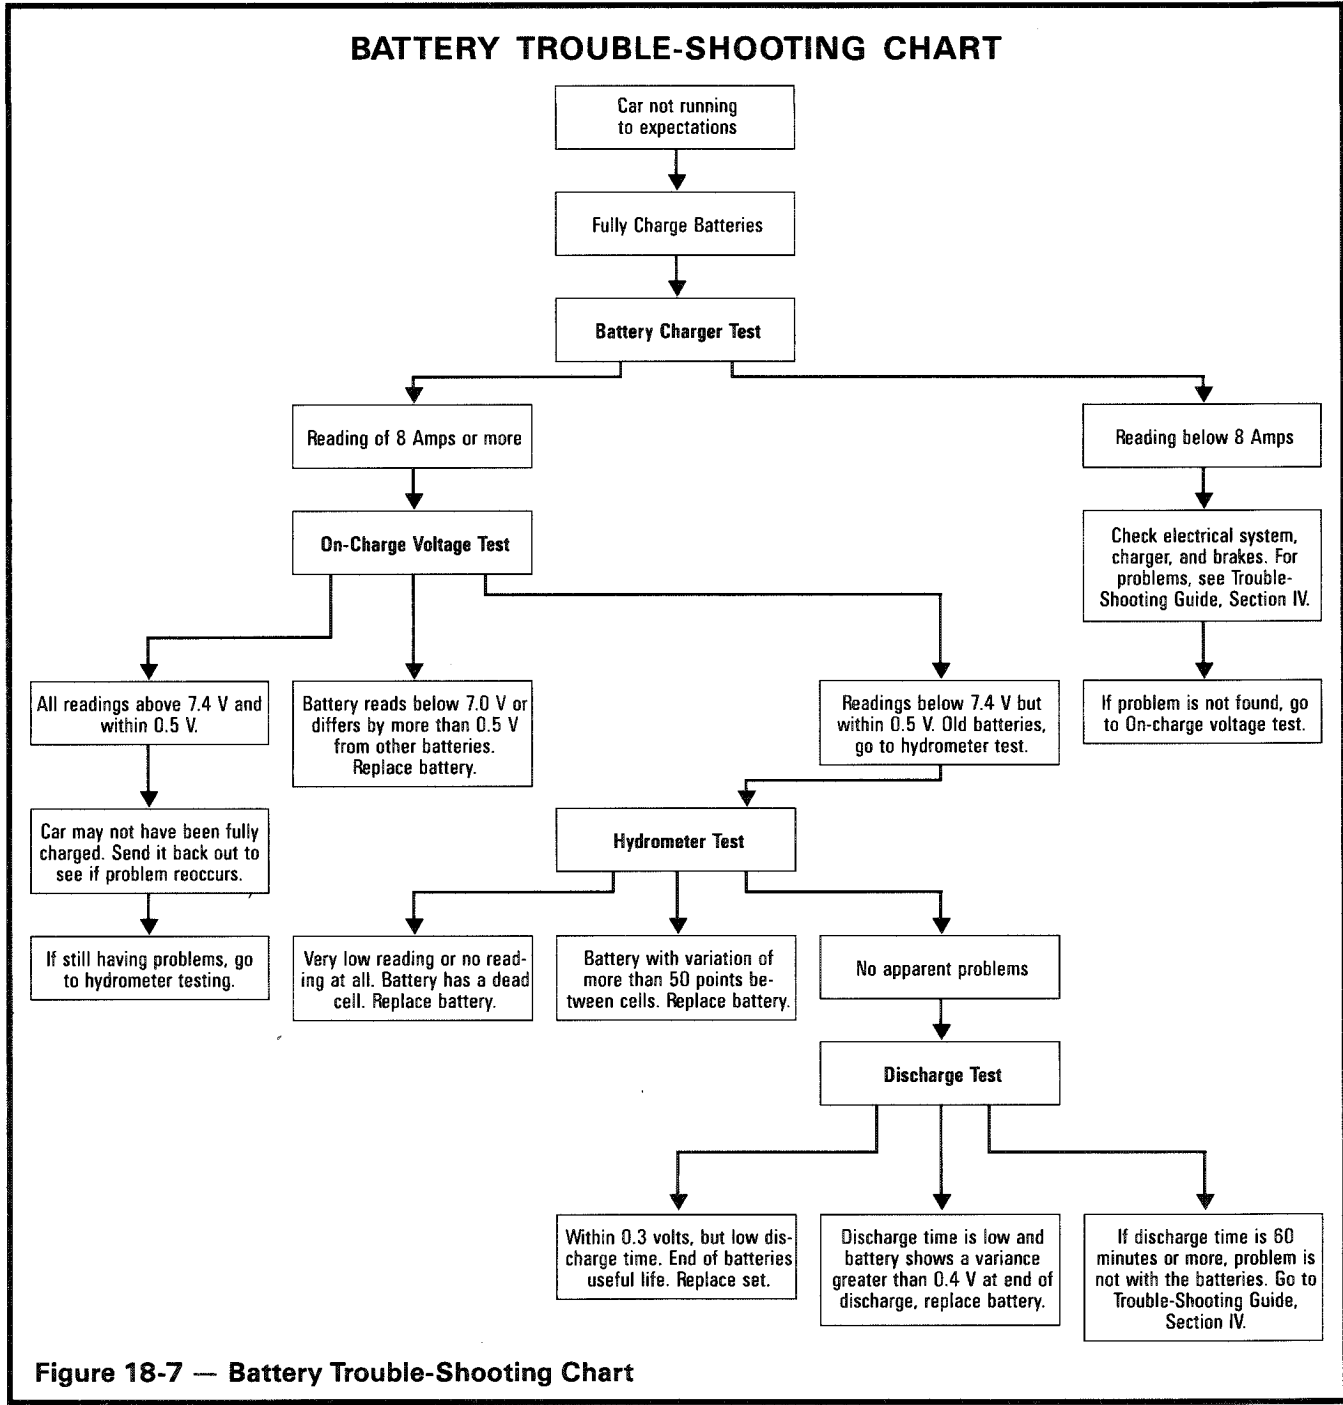 BATTERY TROUBLE-SHOOTING CHART
Car not running
to expectations
Fully Charge Batteries
Battery Charger Test
Reading of 8 Amps or more
Reading below 8 Amps
On-Charge Voltage Test
Check electrical system,
charger, and brakes. For
problems, see Trouble-
Shooting Guide, Section IV.
All readings above 7.4 V and
within 0.5 V.
Battery reads below 7.0 V or
differs by more than 0.5 V
from other batteries.
Replace battery.
Readings below 7.4 V but
within 0.5 V. Old batteries,
go to hydrometer test.
If problem is not found, go
to On-charge voltage test.
Car may not have been fully
charged. Send it back out to
see if problem reoccurs.
Hydrometer Test
If still having problems, go
to hydrometer testing.
Very low reading or no read-
ing at all. Battery has a dead
cell. Replace battery.
Battery with variation of
more than 50 points be-
tween cells. Replace battery.
No apparent problems
Discharge Test
Within 0.3 volts, but low dis-
charge time. End of batteries
useful life. Replace set.
Discharge time is low and
battery shows a variance
greater than 0.4 V at end of
discharge, replace battery.
If discharge time is 60
minutes or more, problem is
not with the batteries. Go to
Trouble-Shooting Guide,
Section IV.
Figure 18-7 — Battery Trouble-Shooting Chart